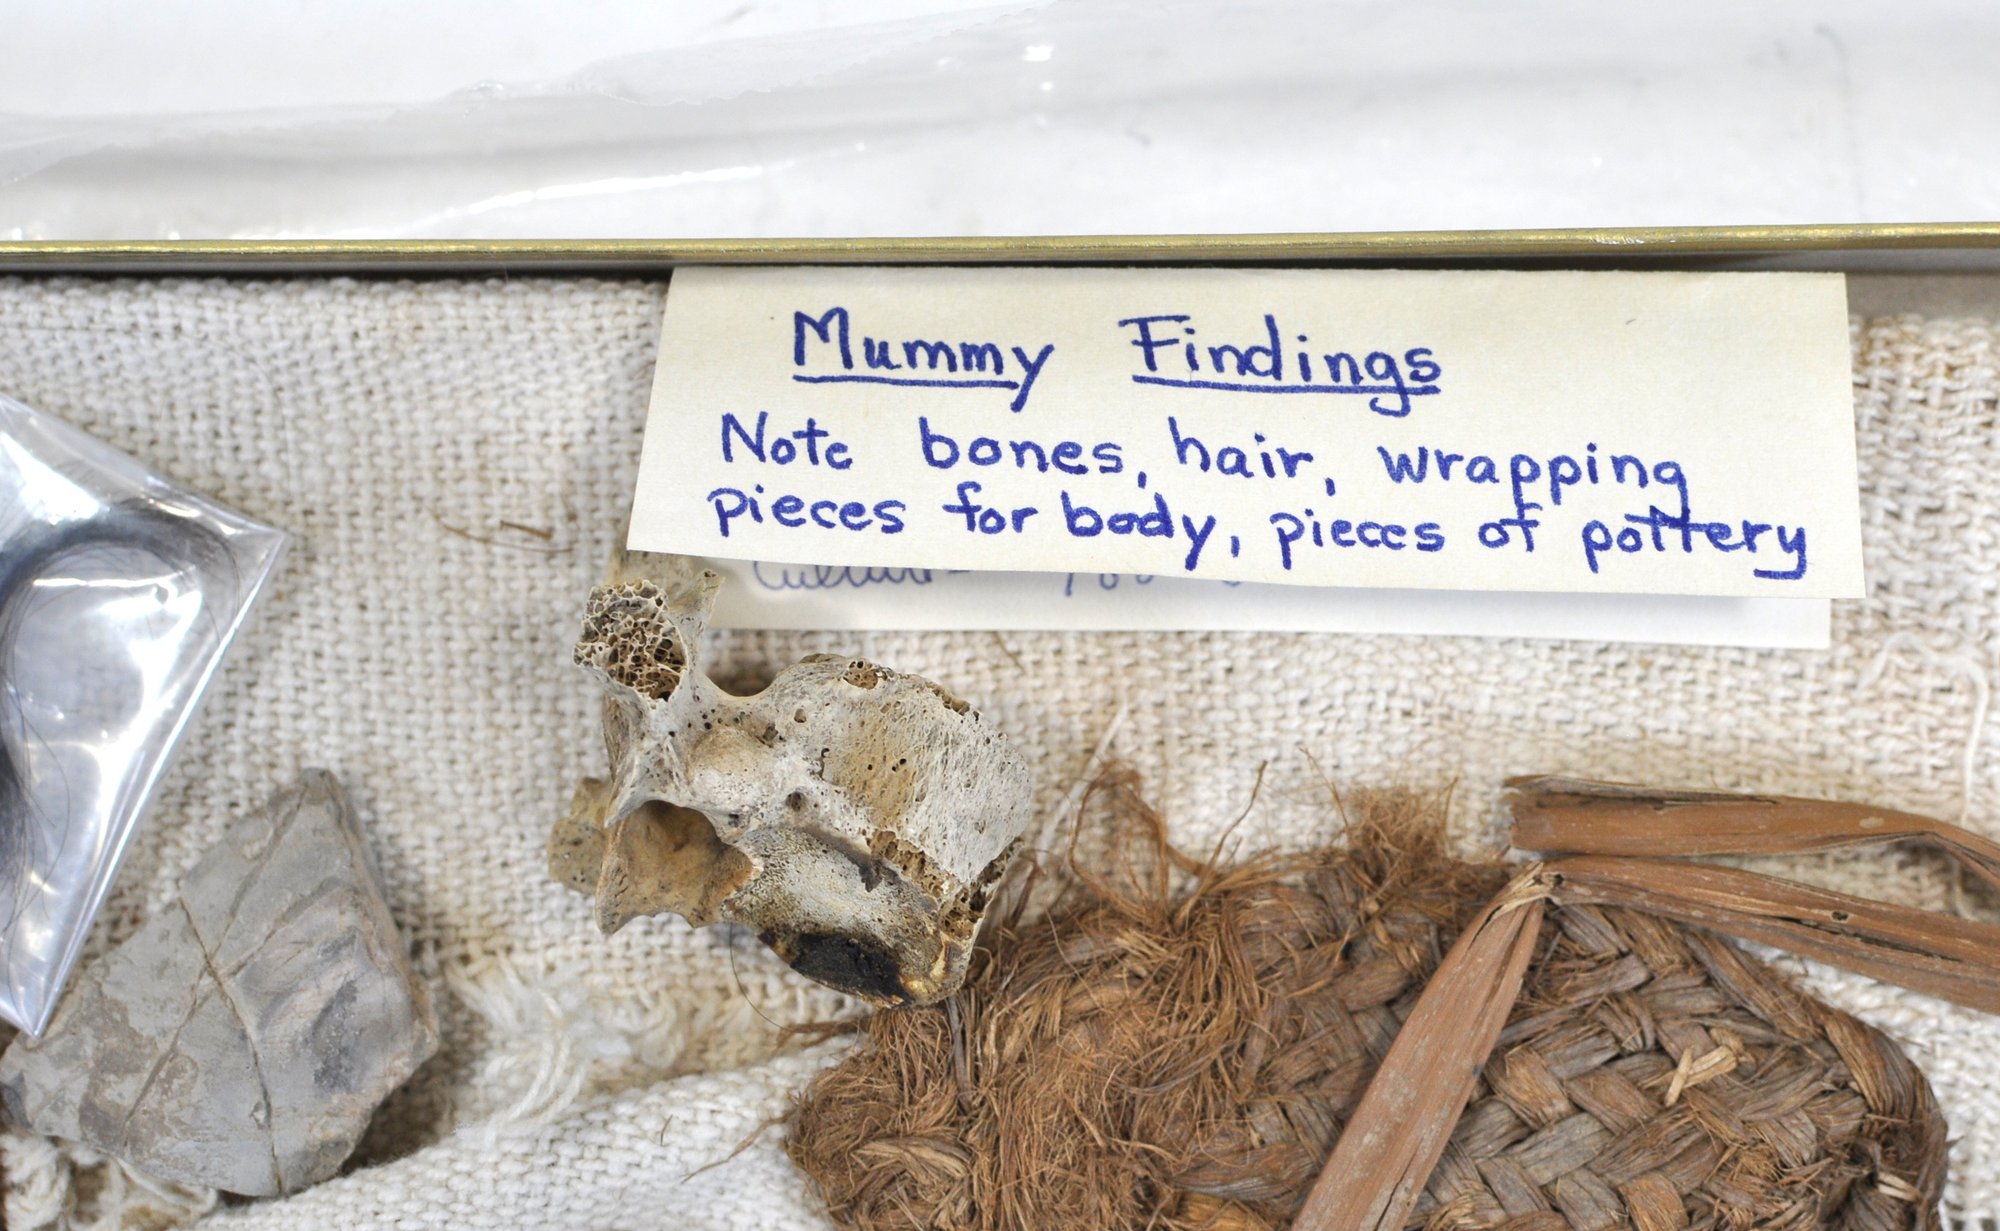 Mummy Findings
Note bones, hair, wrapping
pieces for body, pieces of pottery